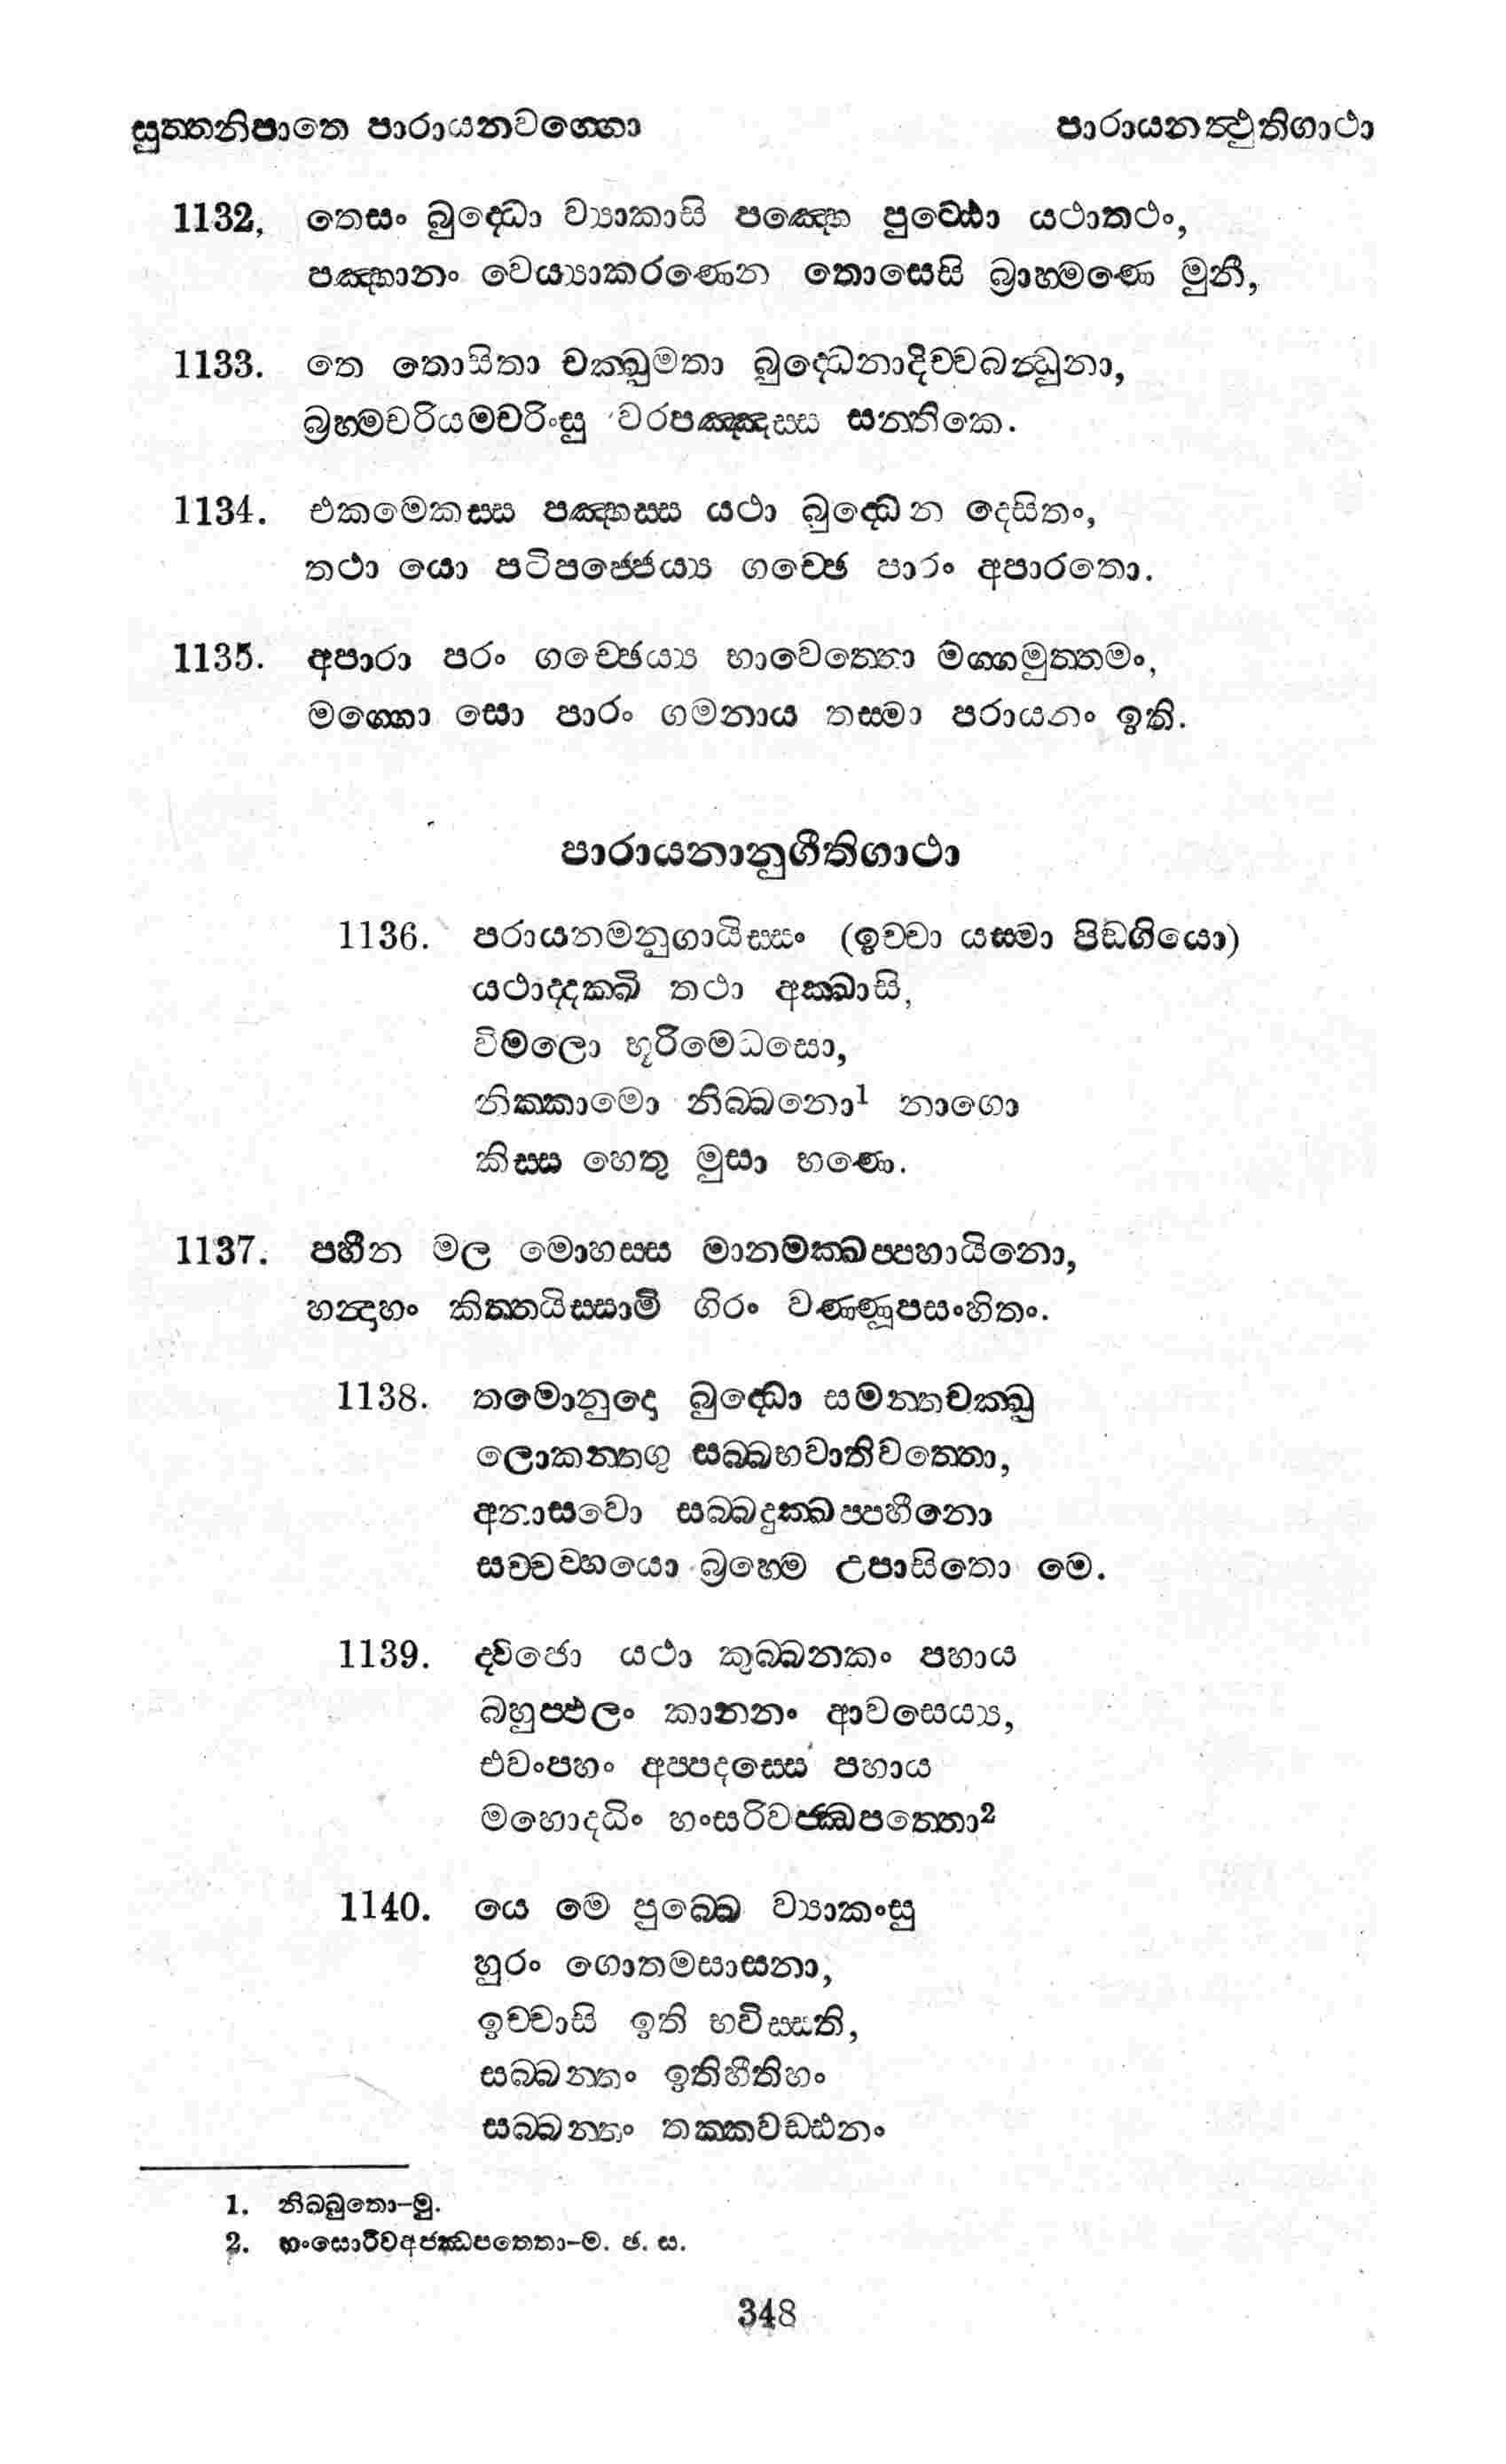 සුත්තනිපාතෙ පාරායනවග්ගො පාරායනත්‍ථුතිගාථා
1132, තෙසං බුද්ධො ව්‍යාකාසි පඤ්හෙ පුට්ඨො යථාතථං,
පඤ්හානං වෙය්‍යාකරණෙන තොසෙසි බ්‍රාහ්මණෙ මුනී,
1133. තෙ තොසිතා චක්ඛුමතා බුද්ධෙනාදිච්චබන්ධුනා,
බ්‍රහ්මචරියමචරිංසු වරපඤ්ඤස්ස සන්තිකෙ.
1134. එකමෙකස්ස පඤ්හස්ස යථා බුද්ධෙන දෙසිතං,
තථා යො පටිපජ්ජෙය්‍ය ගච්ඡෙ පාරං අපාරතො.
1135. අපාරා පරං ගච්ඡෙය්‍ය භාවෙත්තො මග්ගමුත්තමං,
මග්ගො සො පාරං ගමනාය තස්මා පරායනං ඉති.
පාරායනානුගීතිගාථා
1136. පරායනමනුගායිස්සං (ඉච්චා යස්මා පිඩ්ගියො)
යථාද්දක්ඛි තථා අක්ඛාසි,
විමලො භූරිමෙධසො,
නික්කාමො නිබ්බනො1 නාගො
කිස්ස හෙතු මුසා භණෙ.
1137. පහීන මල මොහස්ස මානමක්ඛප්පහායිනො,
හන්දාහං කිත්තයිස්සාමි ගිරං වණ්ණූපසංහිතං.
1138. තමොනුදො බුද්ධො සමන්තචක්ඛු
ලොකන්තගු සබ්බභවාතිවත්තො,
අනාසවො සබ්බදුක්ඛප්පහීනො
සච්චව්හයො බ්‍රහ්මෙ උපාසිතො මෙ.
1139. දවිජො යථා කුබ්බනකං පහාය
බහුප්ඵලං කානනං ආවසෙය්‍ය,
එවංපහං අප්පදස්සෙ පහාය
මහොදධිං හංසරිවජ්ඣපත්තො2
1140. යෙ මෙ පුබ්බෙ ව්‍යාකංසු
හුරං ගොතමසාසනා,
ඉච්චාසි ඉති භවිස්සති,
සබ්බන්තං ඉතිහීතිහං
සබ්බන්තං තක්කවඩ්ඪනං
1. නිබ්බුතො-මු.
2. හංසොරිවඅජ්ඣපත්තො-ම. ඡ. ස.
348